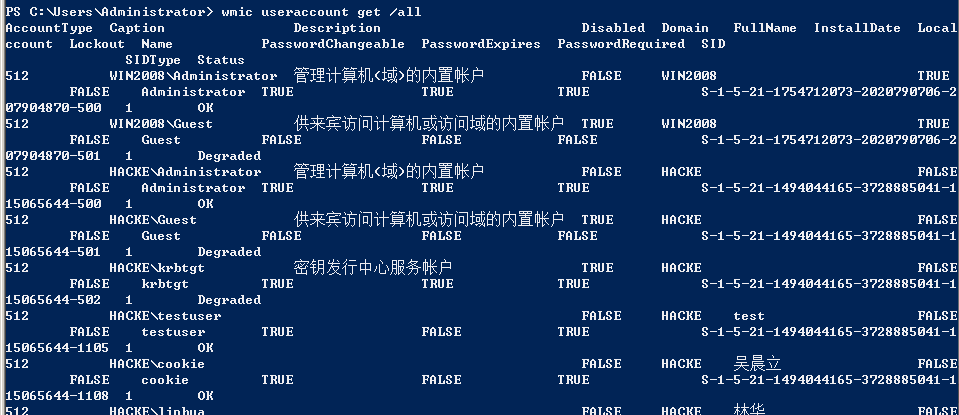 PS C:\Users\Administrator> wmic useraccount get /all
AccountType  Caption  Description  Disabled  Domain  FullName  InstallDate  Local
ccount  Lockout  Name  PasswordChangeable  PasswordExpires  PasswordRequired  SID
SIDType  Status
512  WIN2008\Administrator  管理计算机<域>的内置帐户  FALSE  WIN2008  TRUE
FALSE  Administrator  TRUE  TRUE  TRUE  S-1-5-21-1754712073-2020790706-2
07904870-500  1  OK
512  WIN2008\Guest  供来宾访问计算机或访问域的内置帐户  TRUE  WIN2008  TRUE
FALSE  Guest  FALSE  FALSE  FALSE  S-1-5-21-1754712073-2020790706-2
07904870-501  1  Degraded
512  HACKE\Administrator  管理计算机<域>的内置帐户  FALSE  HACKE  FALSE
FALSE  Administrator  TRUE  TRUE  TRUE  S-1-5-21-1494044165-3728885041-1
15065644-500  1  OK
512  HACKE\Guest  供来宾访问计算机或访问域的内置帐户  TRUE  HACKE  FALSE
FALSE  Guest  FALSE  FALSE  FALSE  S-1-5-21-1494044165-3728885041-1
15065644-501  1  Degraded
512  HACKE\krbtgt  密钥发行中心服务帐户  TRUE  HACKE  FALSE
FALSE  krbtgt  TRUE  TRUE  TRUE  S-1-5-21-1494044165-3728885041-1
15065644-502  1  Degraded
512  HACKE\testuser  FALSE  HACKE  test  FALSE
FALSE  testuser  TRUE  FALSE  TRUE  S-1-5-21-1494044165-3728885041-1
15065644-1105  1  OK
512  HACKE\cookie  FALSE  HACKE  吴晨立  FALSE
FALSE  cookie  TRUE  FALSE  TRUE  S-1-5-21-1494044165-3728885041-1
15065644-1108  1  OK
512  HACKE\linhua  FALSE  HACKE  林华  FALSE